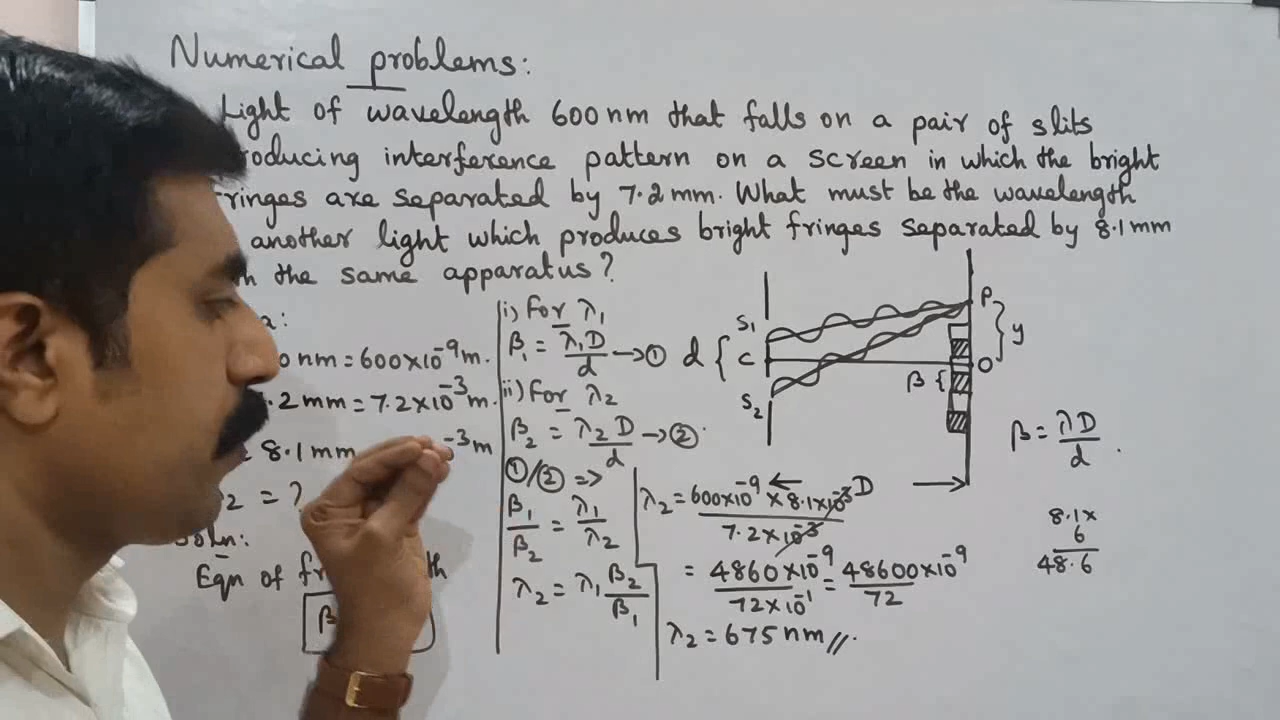 Numerical problems:
Light of wavelength 600 nm that falls on a pair of slits
roducing interference pattern on a screen in which the bright
fringes are separated by 7.2 mm. What must be the wavelength
another light which produces bright fringes separated by 8.1 mm
the same apparatus?
a:
0 nm = 600×10⁻⁹ m.
.2 mm = 7.2×10⁻³ m.
= 8.1 mm ⁻³ m
2 = ?
Soln:
Eqn of
β
i) For λ₁
β₁ = λ₁D/d → ①
ii) For λ₂
β₂ = λ₂D/d → ②
①/② =>
β₁/β₂ = λ₁/λ₂
λ₂ = λ₁ β₂/β₁
λ₂ = 600×10⁻⁹ × 8.1×10⁻³ / 7.2×10⁻³
= 4860×10⁻⁹ / 72×10⁻¹ = 48600×10⁻⁹ / 72
λ₂ = 675 nm //.
d { S₁ C S₂
P
} y
O
β {
D
β = λD/d .
8.1×
6
48.6